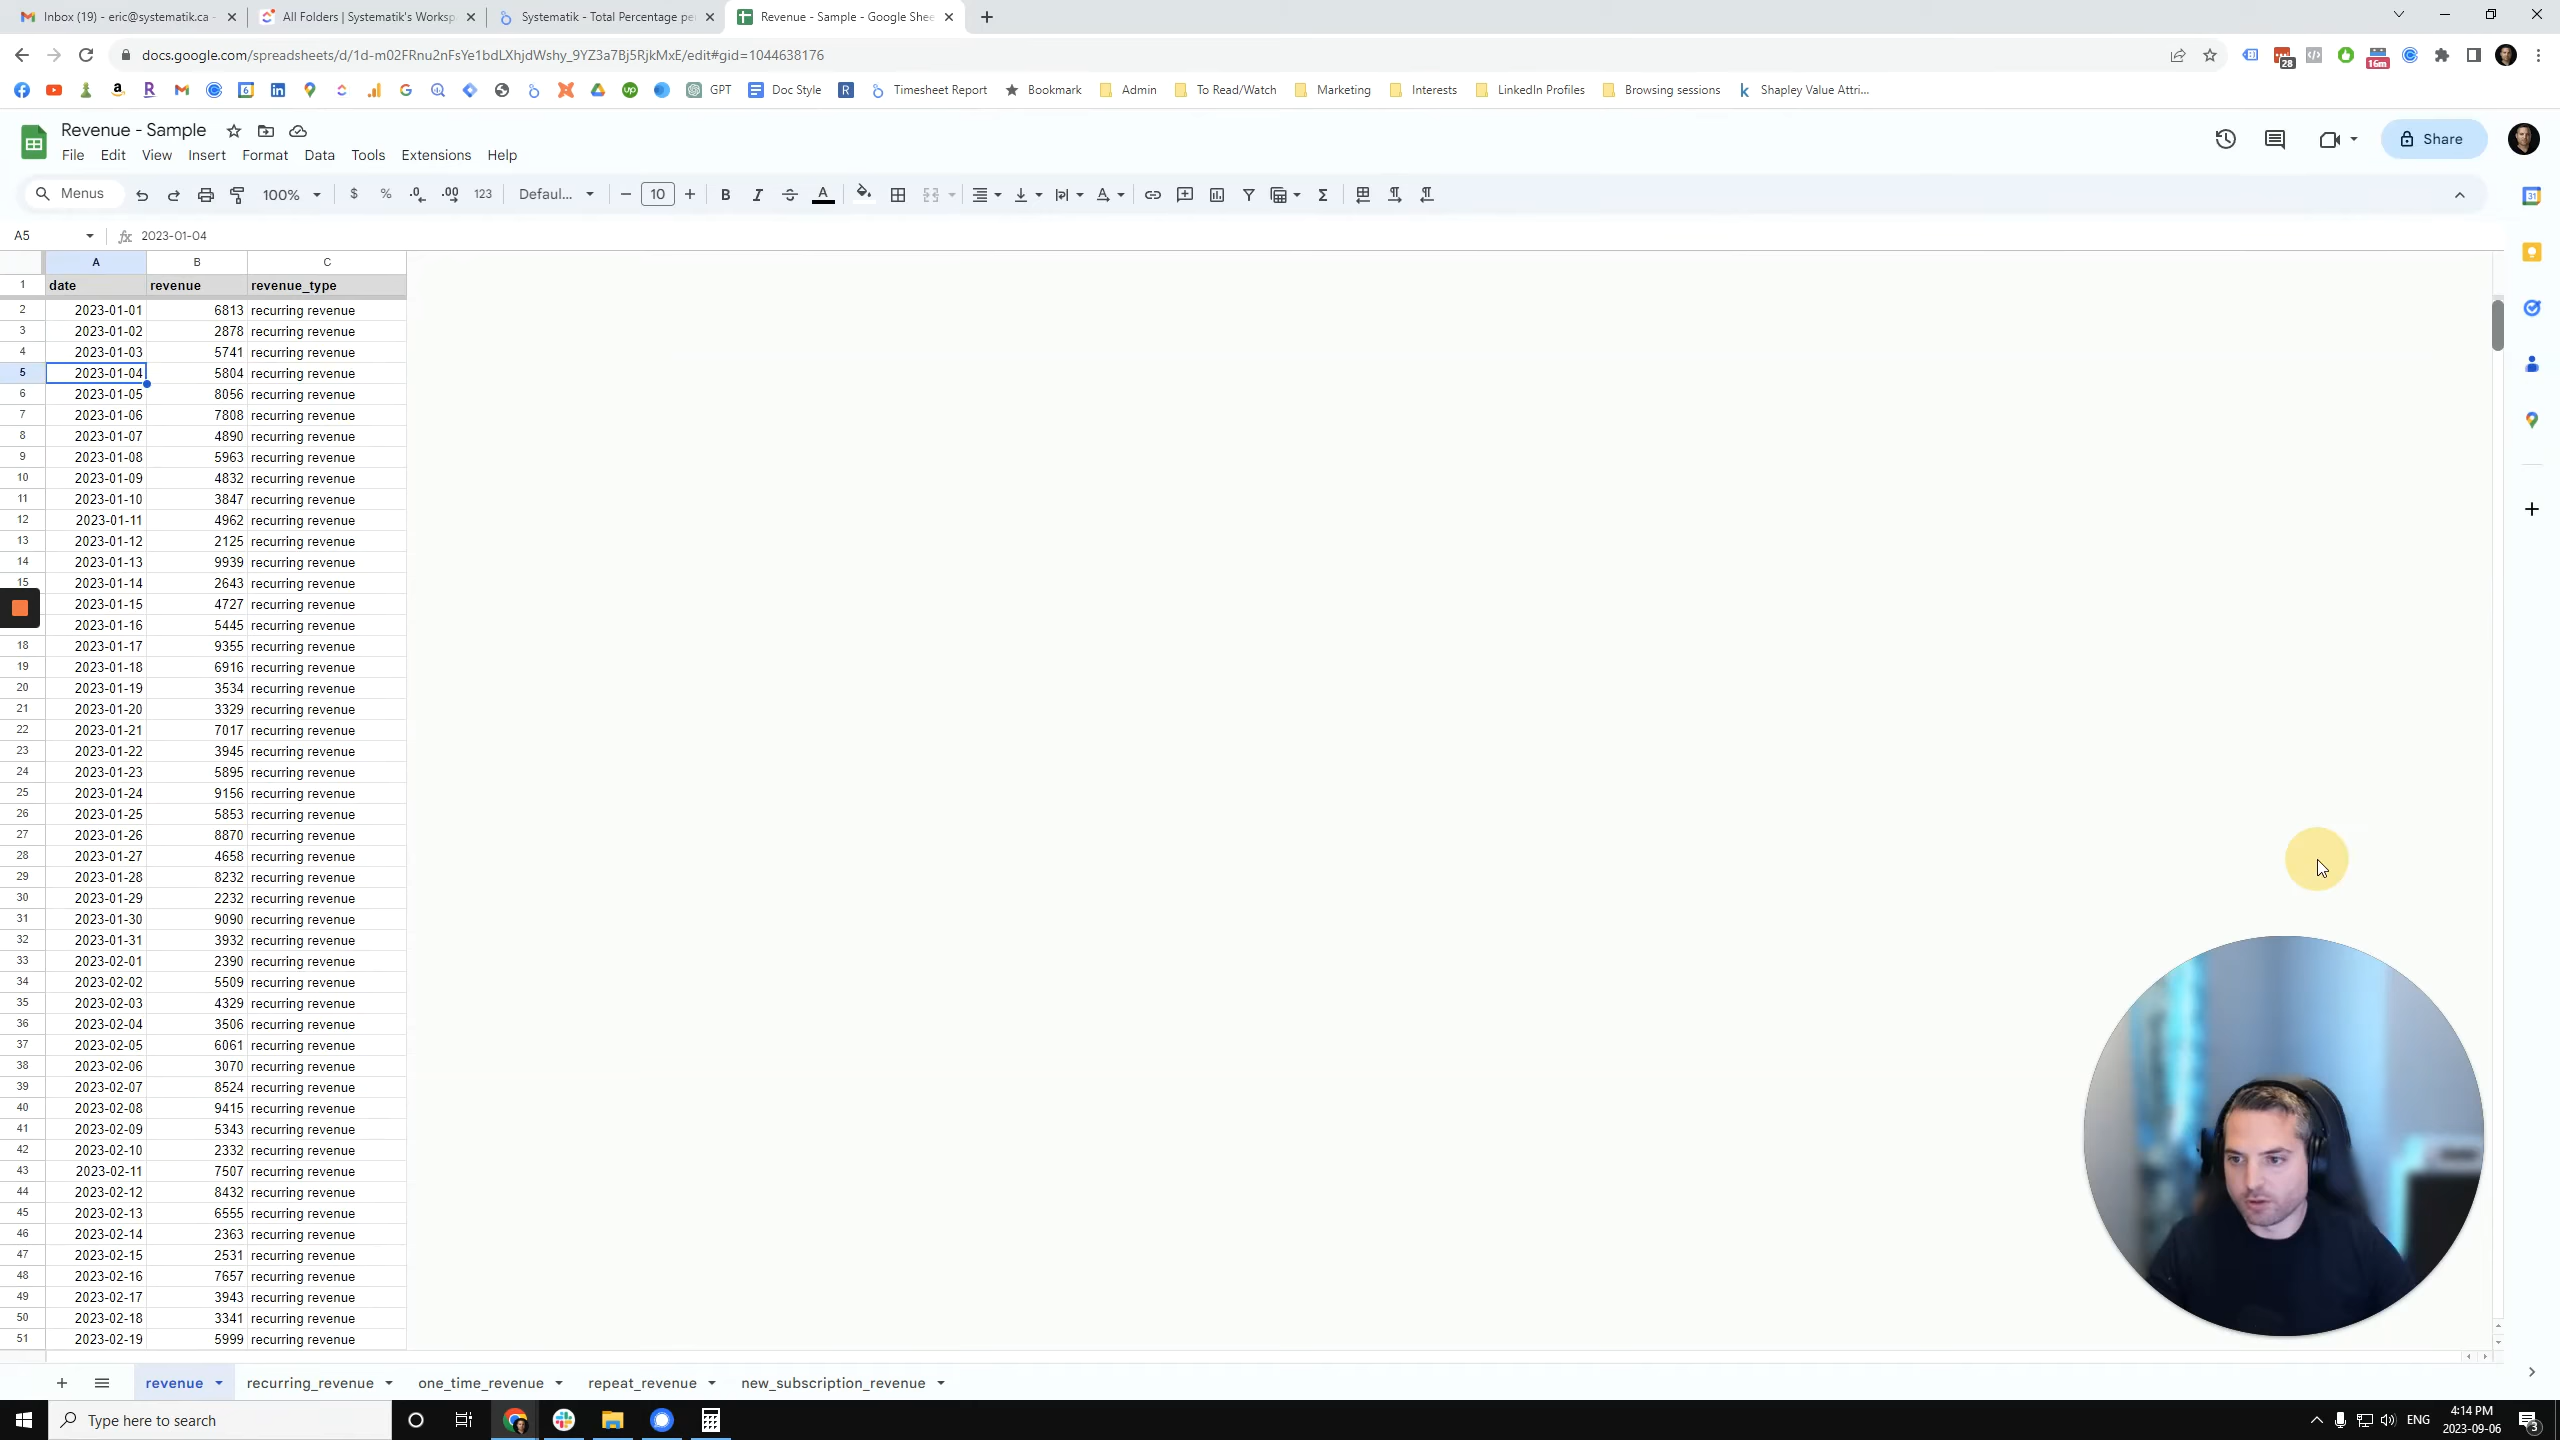 Inbox (19) - eric@systematik.ca - All Folders | Systematik's Worksp Systematik - Total Percentage pe Revenue - Sample - Google Shee
docs.google.com/spreadsheets/d/1d-m02FRnu2nFsYe1bdLXhjdWshy_9YZ3a7Bj5RjkMxE/edit#gid=1044638176 28 16m
GPT Doc Style Timesheet Report Bookmark Admin To Read/Watch Marketing Interests LinkedIn Profiles Browsing sessions Shapley Value Attri...
Revenue - Sample
File Edit View Insert Format Data Tools Extensions Help Share
Menus 100% $ % .0 .00 123 Defaul... 10 B I A
A5 fx 2023-01-04
A B C
1 date revenue revenue_type
2 2023-01-01 6813 recurring revenue
3 2023-01-02 2878 recurring revenue
4 2023-01-03 5741 recurring revenue
5 2023-01-04 5804 recurring revenue
6 2023-01-05 8056 recurring revenue
7 2023-01-06 7808 recurring revenue
8 2023-01-07 4890 recurring revenue
9 2023-01-08 5963 recurring revenue
10 2023-01-09 4832 recurring revenue
11 2023-01-10 3847 recurring revenue
12 2023-01-11 4962 recurring revenue
13 2023-01-12 2125 recurring revenue
14 2023-01-13 9939 recurring revenue
15 2023-01-14 2643 recurring revenue
2023-01-15 4727 recurring revenue
2023-01-16 5445 recurring revenue
18 2023-01-17 9355 recurring revenue
19 2023-01-18 6916 recurring revenue
20 2023-01-19 3534 recurring revenue
21 2023-01-20 3329 recurring revenue
22 2023-01-21 7017 recurring revenue
23 2023-01-22 3945 recurring revenue
24 2023-01-23 5895 recurring revenue
25 2023-01-24 9156 recurring revenue
26 2023-01-25 5853 recurring revenue
27 2023-01-26 8870 recurring revenue
28 2023-01-27 4658 recurring revenue
29 2023-01-28 8232 recurring revenue
30 2023-01-29 2232 recurring revenue
31 2023-01-30 9090 recurring revenue
32 2023-01-31 3932 recurring revenue
33 2023-02-01 2390 recurring revenue
34 2023-02-02 5509 recurring revenue
35 2023-02-03 4329 recurring revenue
36 2023-02-04 3506 recurring revenue
37 2023-02-05 6061 recurring revenue
38 2023-02-06 3070 recurring revenue
39 2023-02-07 8524 recurring revenue
40 2023-02-08 9415 recurring revenue
41 2023-02-09 5343 recurring revenue
42 2023-02-10 2332 recurring revenue
43 2023-02-11 7507 recurring revenue
44 2023-02-12 8432 recurring revenue
45 2023-02-13 6555 recurring revenue
46 2023-02-14 2363 recurring revenue
47 2023-02-15 2531 recurring revenue
48 2023-02-16 7657 recurring revenue
49 2023-02-17 3943 recurring revenue
50 2023-02-18 3341 recurring revenue
51 2023-02-19 5999 recurring revenue
revenue recurring_revenue one_time_revenue repeat_revenue new_subscription_revenue
Type here to search ENG 4:14 PM
2023-09-06 3